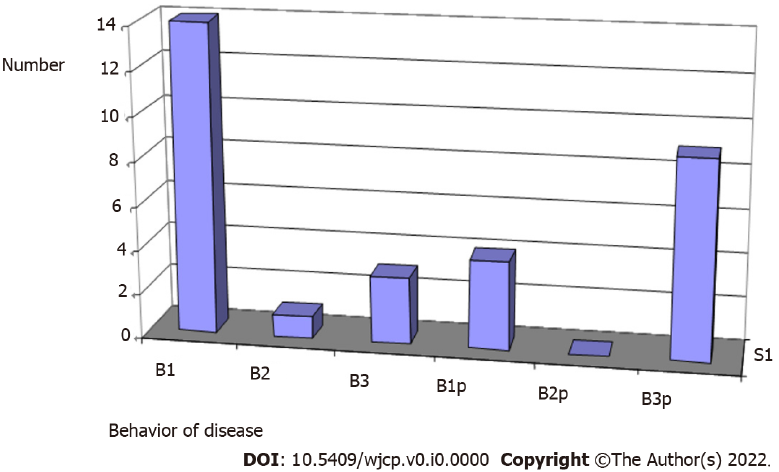 Number
14
12
10
8
6
4
2
0
B1 B2 B3 B1p B2p B3p
S1
Behavior of disease
DOI: 10.5409/wjcp.v0.i0.0000 Copyright ©The Author(s) 2022.